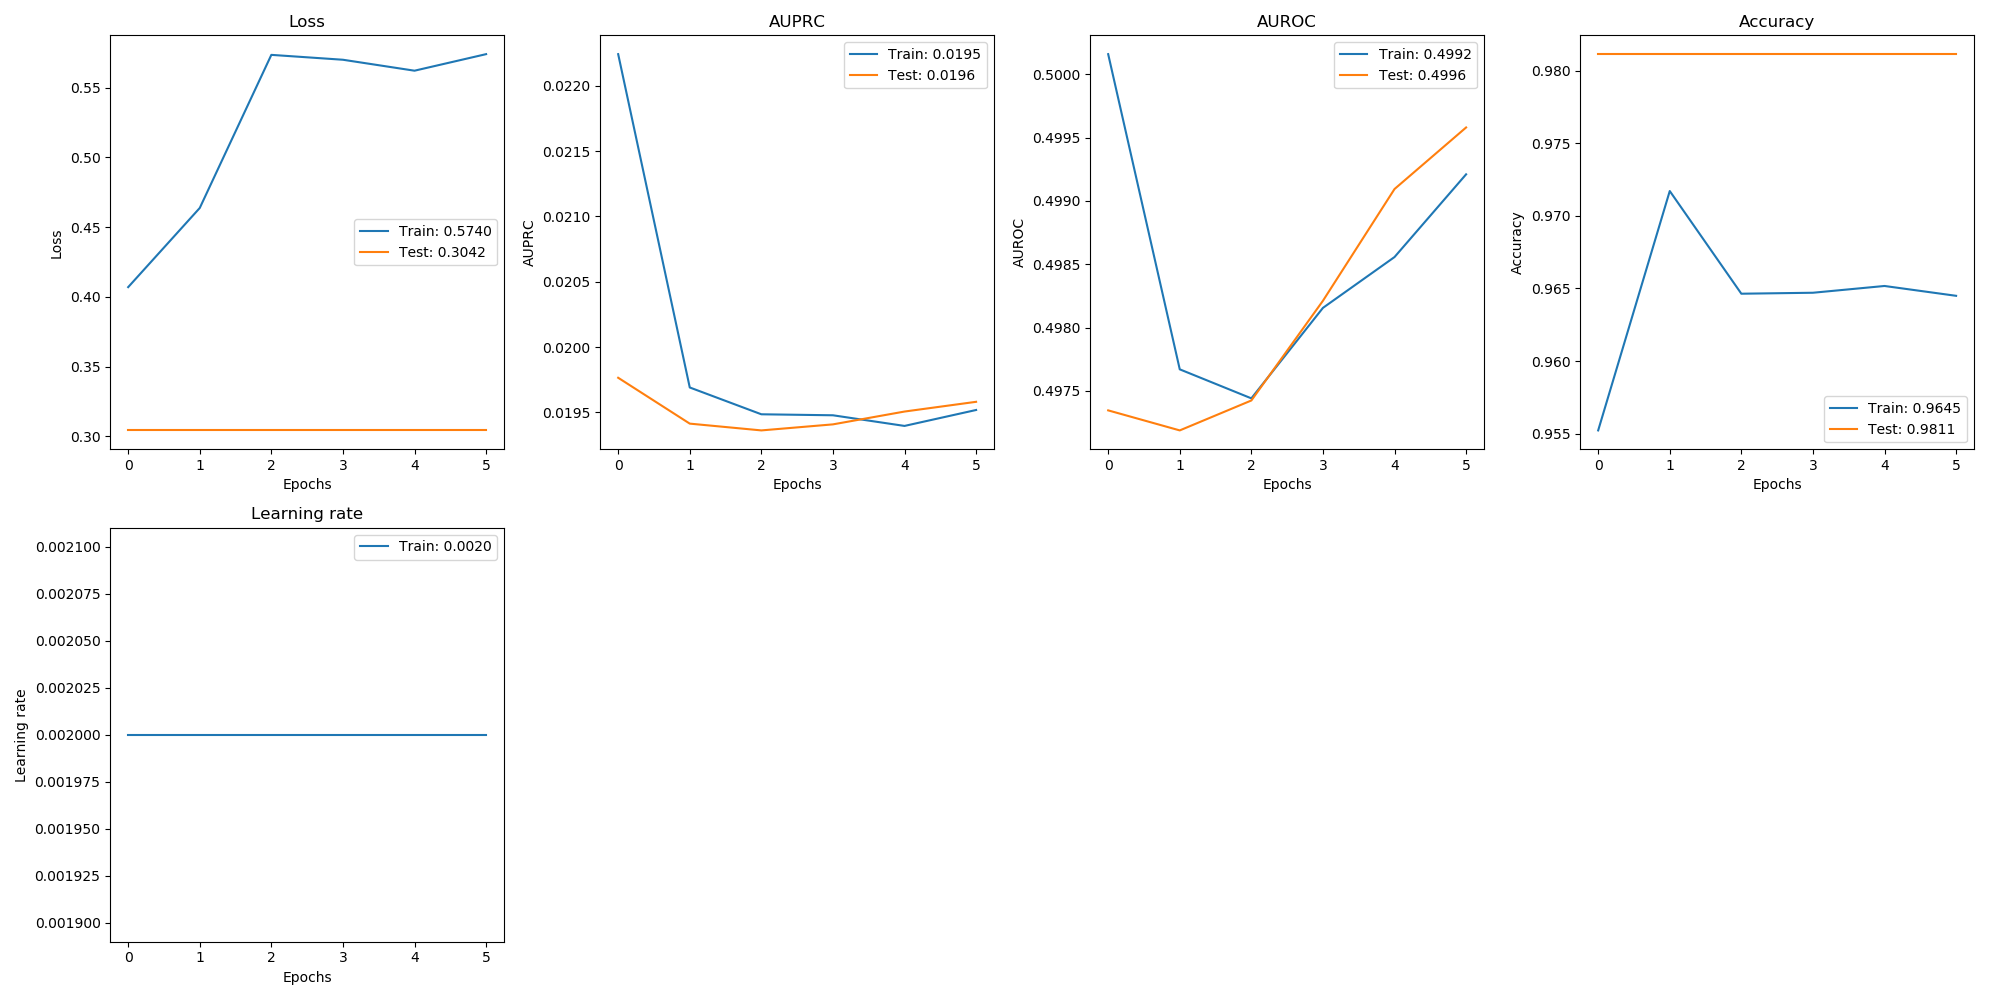 Loss
Loss
0.55
0.50
0.45
0.40
0.35
0.30
Train: 0.5740
Test: 0.3042
0 1 2 3 4 5
Epochs
AUPRC
AUPRC
0.0220
0.0215
0.0210
0.0205
0.0200
0.0195
Train: 0.0195
Test: 0.0196
0 1 2 3 4 5
Epochs
AUROC
AUROC
0.5000
0.4995
0.4990
0.4985
0.4980
0.4975
Train: 0.4992
Test: 0.4996
0 1 2 3 4 5
Epochs
Accuracy
Accuracy
0.980
0.975
0.970
0.965
0.960
0.955
Train: 0.9645
Test: 0.9811
0 1 2 3 4 5
Epochs
Learning rate
Learning rate
0.002100
0.002075
0.002050
0.002025
0.002000
0.001975
0.001950
0.001925
0.001900
Train: 0.0020
0 1 2 3 4 5
Epochs